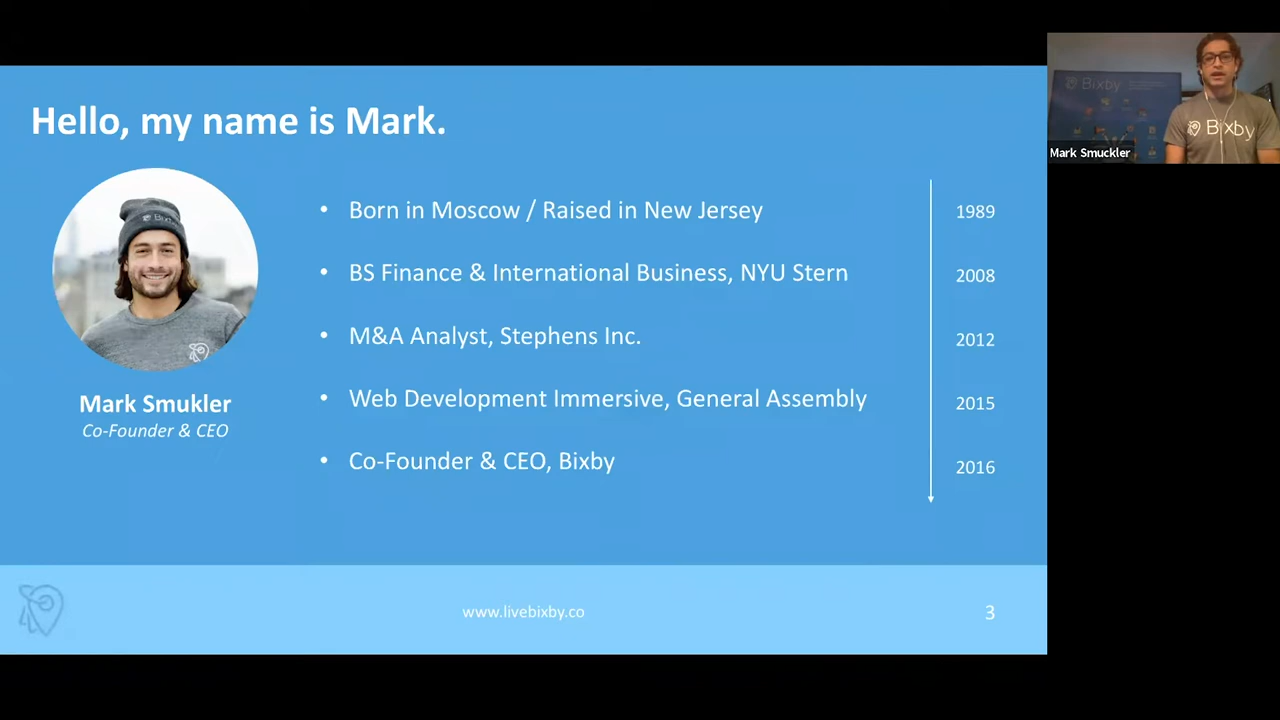 Hello, my name is Mark.
Bixby
Bixby
Mark Smuckler
Bixby
• Born in Moscow / Raised in New Jersey 1989
• BS Finance & International Business, NYU Stern 2008
• M&A Analyst, Stephens Inc. 2012
• Web Development Immersive, General Assembly 2015
• Co-Founder & CEO, Bixby 2016
Mark Smukler
Co-Founder & CEO
www.livebixby.co
3